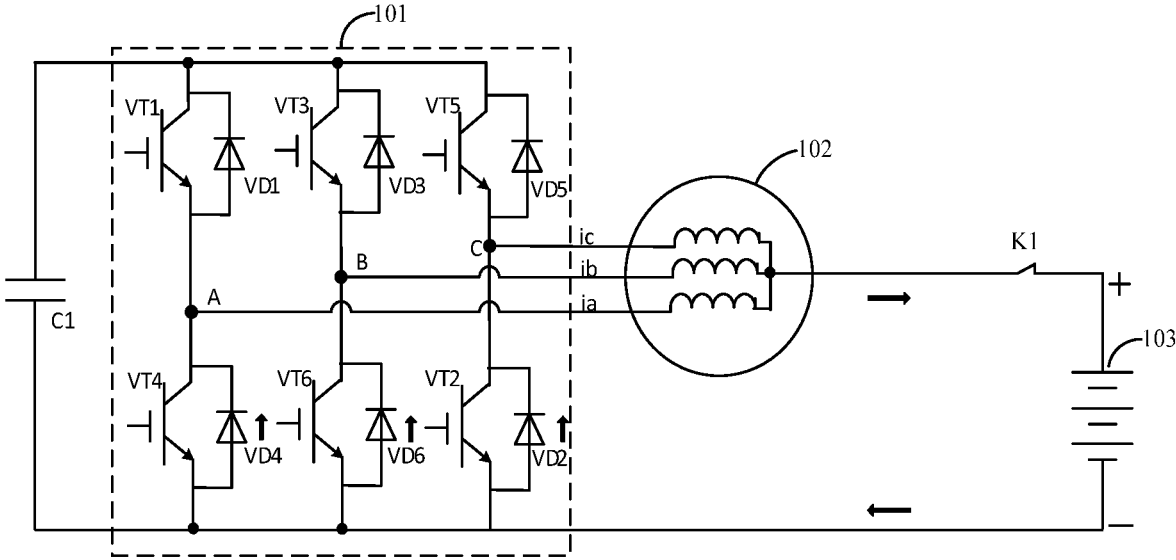 101
VT1
VT3
VT5
VD1
VD3
VD5
102
ic
C
K1
B
ib
+
A
ia
C1
103
VT4
VT6
VT2
VD4
VD6
VD2
−